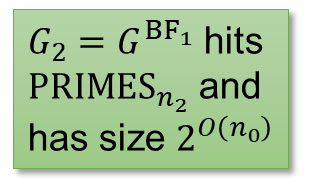 G₂ = G^BF₁ hits
PRIMES_n₂ and
has size 2^O(n₀)